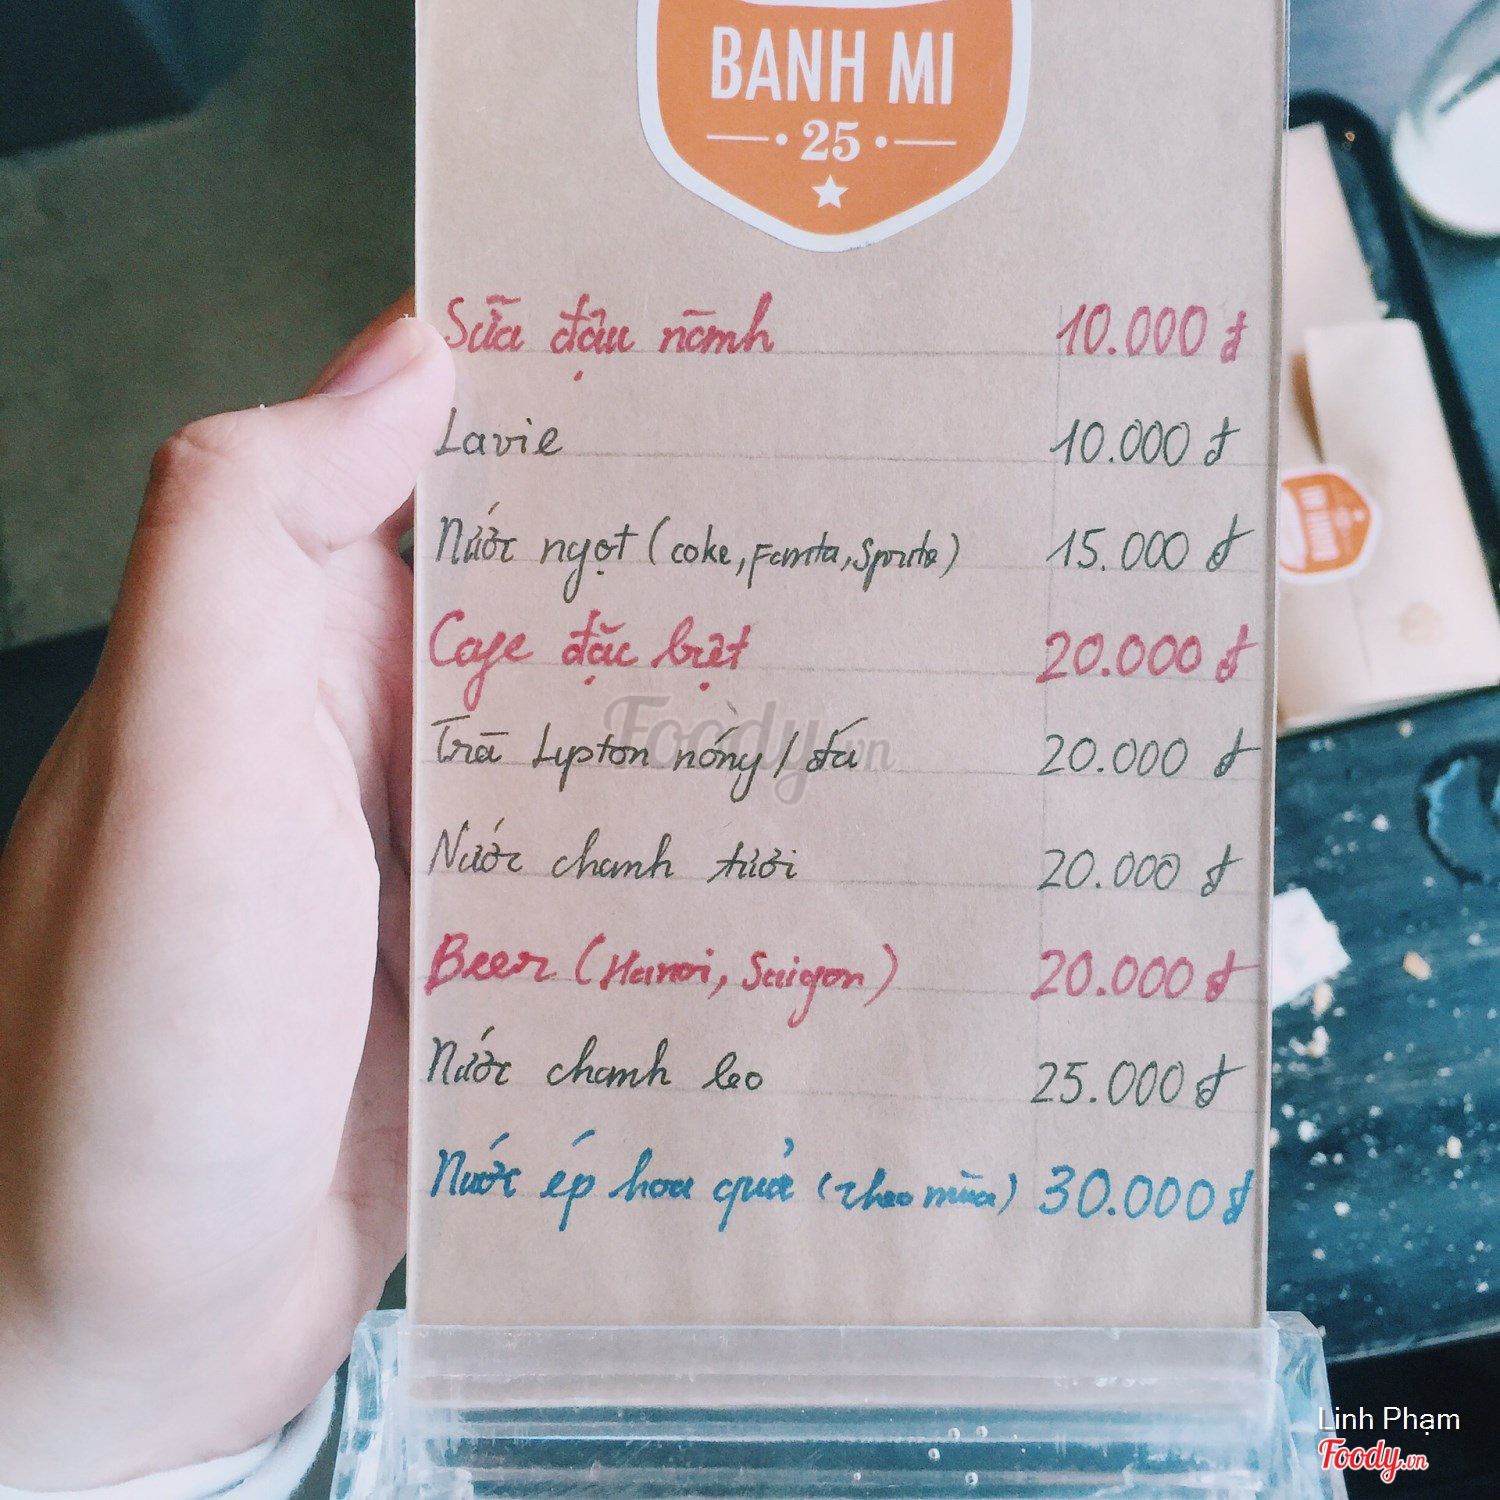 BANH MI
25
Sữa đậu nành 10.000 đ
Lavie 10.000 đ
Nước ngọt (coke, Fanta, Sprite) 15.000 đ
Cafe đặc biệt 20.000 đ
Trà Lipton nóng / đá 20.000 đ
Nước chanh tươi 20.000 đ
Beer (Hanoi, Saigon) 20.000 đ
Nước chanh leo 25.000 đ
Nước ép hoa quả (theo mùa) 30.000 đ
Foody.vn
Linh Phạm
Foody.vn